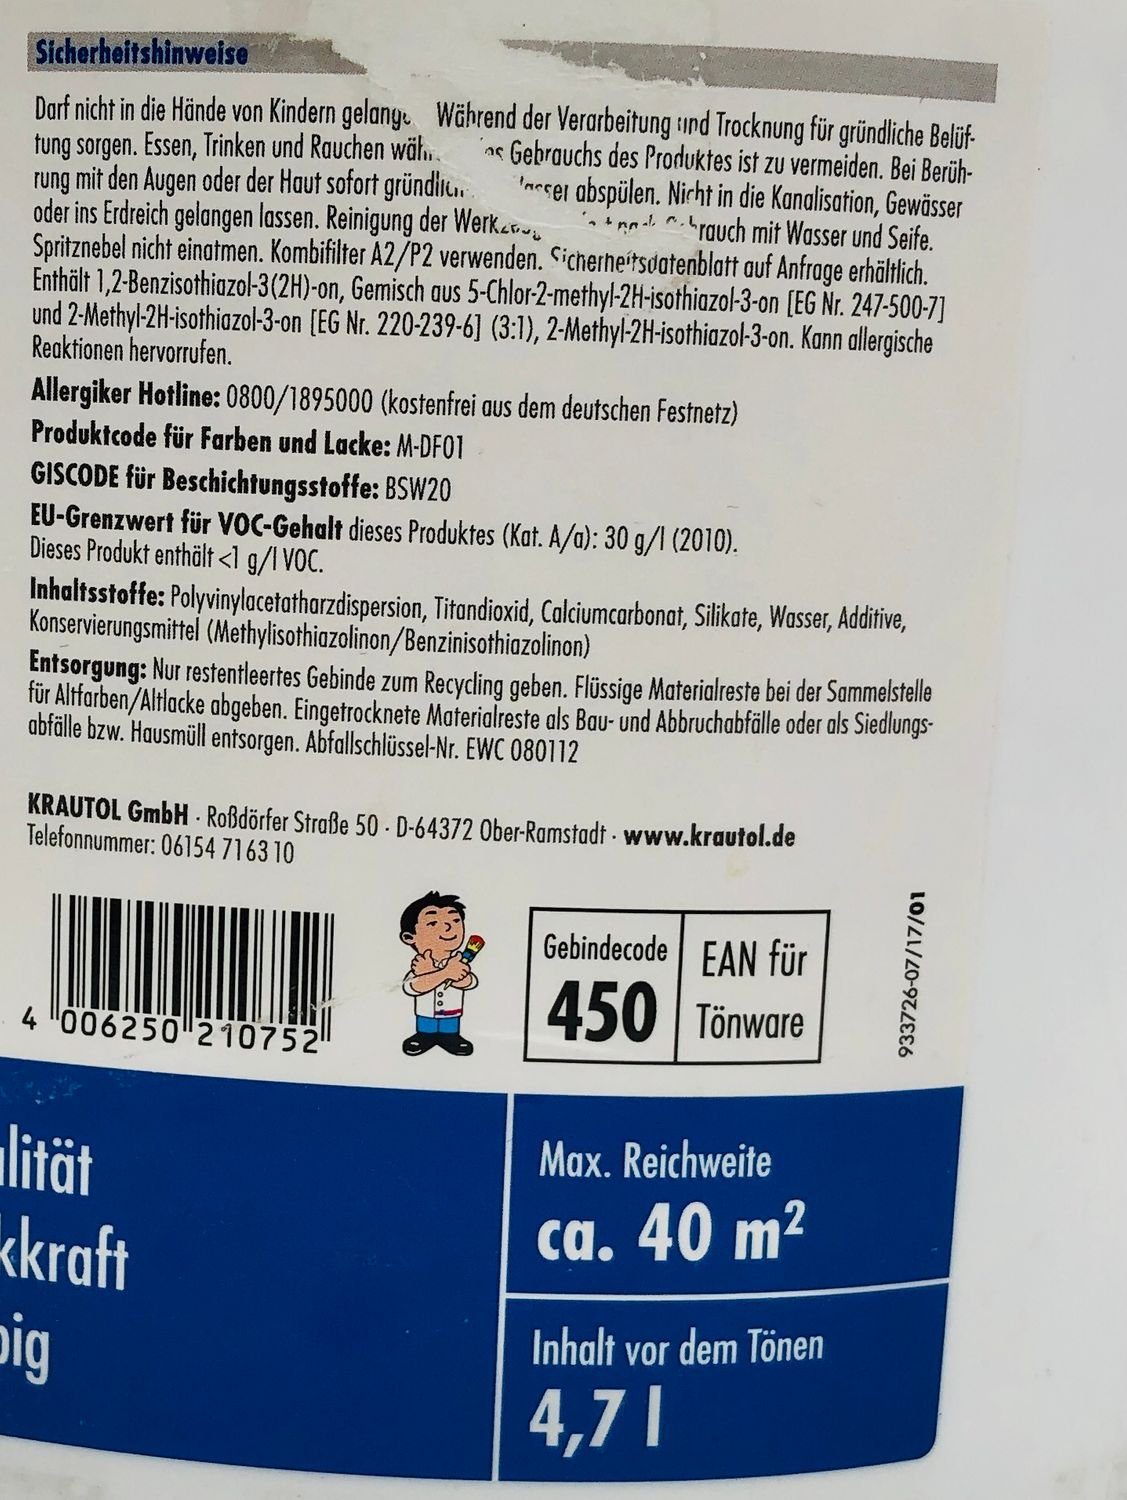 Sicherheitshinweise
Darf nicht in die Hände von Kindern Während der Verarbeitung und Trocknung für gründliche Belüf-
tung sorgen. Essen, Trinken und Rauchen Gebrauchs des Produktes ist zu vermeiden. Bei Berüh-
rung mit den Augen oder der Haut sofort abspülen. Nicht in die Kanalisation, Gewässer
oder ins Erdreich gelangen lassen. Reinigung der mit Wasser und Seife.
Spritznebel nicht einatmen. Kombifilter A2/P2 verwenden. Sicherheitsdatenblatt auf Anfrage erhältlich.
Enthält 1,2-Benzisothiazol-3(2H)-on, Gemisch aus 5-Chlor-2-methyl-2H-isothiazol-3-on [EG Nr. 247-500-7]
und 2-Methyl-2H-isothiazol-3-on [EG Nr. 220-239-6] (3:1), 2-Methyl-2H-isothiazol-3-on. Kann allergische
Reaktionen hervorrufen.
Allergiker Hotline: 0800/1895000 (kostenfrei aus dem deutschen Festnetz)
Produktcode für Farben und Lacke: M-DF01
GISCODE für Beschichtungsstoffe: BSW20
EU-Grenzwert für VOC-Gehalt dieses Produktes (Kat. A/a): 30 g/l (2010).
Dieses Produkt enthält <1 g/l VOC.
Inhaltsstoffe: Polyvinylacetatharzdispersion, Titandioxid, Calciumcarbonat, Silikate, Wasser, Additive,
Konservierungsmittel (Methylisothiazolinon/Benzinisothiazolinon)
Entsorgung: Nur restentleertes Gebinde zum Recycling geben. Flüssige Materialreste bei der Sammelstelle
für Altfarben/Altlacke abgeben. Eingetrocknete Materialreste als Bau- und Abbruchabfälle oder als Siedlungs-
abfälle bzw. Hausmüll entsorgen. Abfallschlüssel-Nr. EWC 080112
KRAUTOL GmbH · Roßdörfer Straße 50 · D-64372 Ober-Ramstadt · www.krautol.de
Telefonnummer: 06154 71 63 10
4 006250 210752
Gebindecode
450
EAN für
Tönware
933726-07/17/01
lität
kkraft
big
Max. Reichweite
ca. 40 m²
Inhalt vor dem Tönen
4,7 l